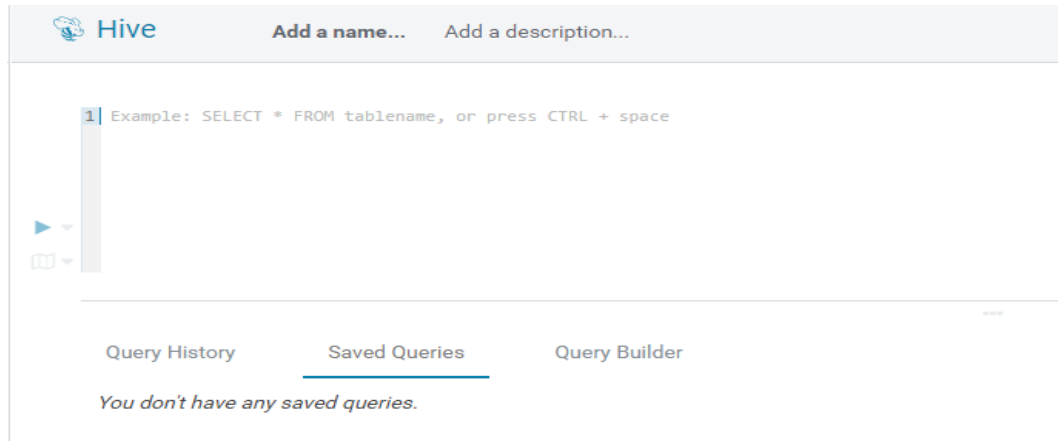 Hive Add a name... Add a description...
1 Example: SELECT * FROM tablename, or press CTRL + space
Query History Saved Queries Query Builder
You don't have any saved queries.